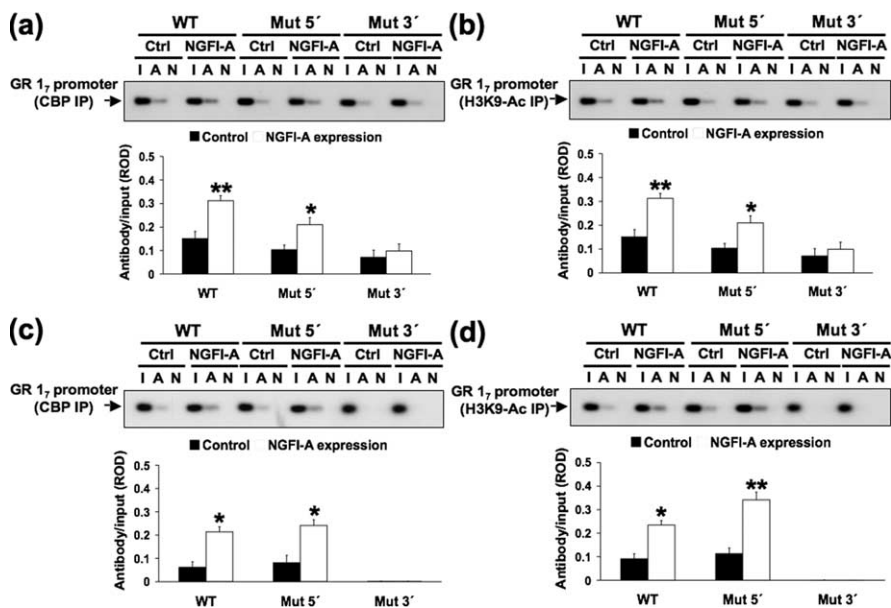 (a)
WT Mut 5´ Mut 3´
Ctrl NGFI-A Ctrl NGFI-A Ctrl NGFI-A
I A N I A N I A N I A N I A N I A N
GR 1₇ promoter
(CBP IP)
Control NGFI-A expression
Antibody/input (ROD)
0.5
0.4
0.3
0.2
0.1
0
** *
WT Mut 5´ Mut 3´
(b)
WT Mut 5´ Mut 3´
Ctrl NGFI-A Ctrl NGFI-A Ctrl NGFI-A
I A N I A N I A N I A N I A N I A N
GR 1₇ promoter
(H3K9-Ac IP)
Control NGFI-A expression
Antibody/input (ROD)
0.5
0.4
0.3
0.2
0.1
0
** *
WT Mut 5´ Mut 3´
(c)
WT Mut 5´ Mut 3´
Ctrl NGFI-A Ctrl NGFI-A Ctrl NGFI-A
I A N I A N I A N I A N I A N I A N
GR 1₇ promoter
(CBP IP)
Control NGFI-A expression
Antibody/input (ROD)
0.5
0.4
0.3
0.2
0.1
0
* *
WT Mut 5´ Mut 3´
(d)
WT Mut 5´ Mut 3´
Ctrl NGFI-A Ctrl NGFI-A Ctrl NGFI-A
I A N I A N I A N I A N I A N I A N
GR 1₇ promoter
(H3K9-Ac IP)
Control NGFI-A expression
Antibody/input (ROD)
0.5
0.4
0.3
0.2
0.1
0
* **
WT Mut 5´ Mut 3´